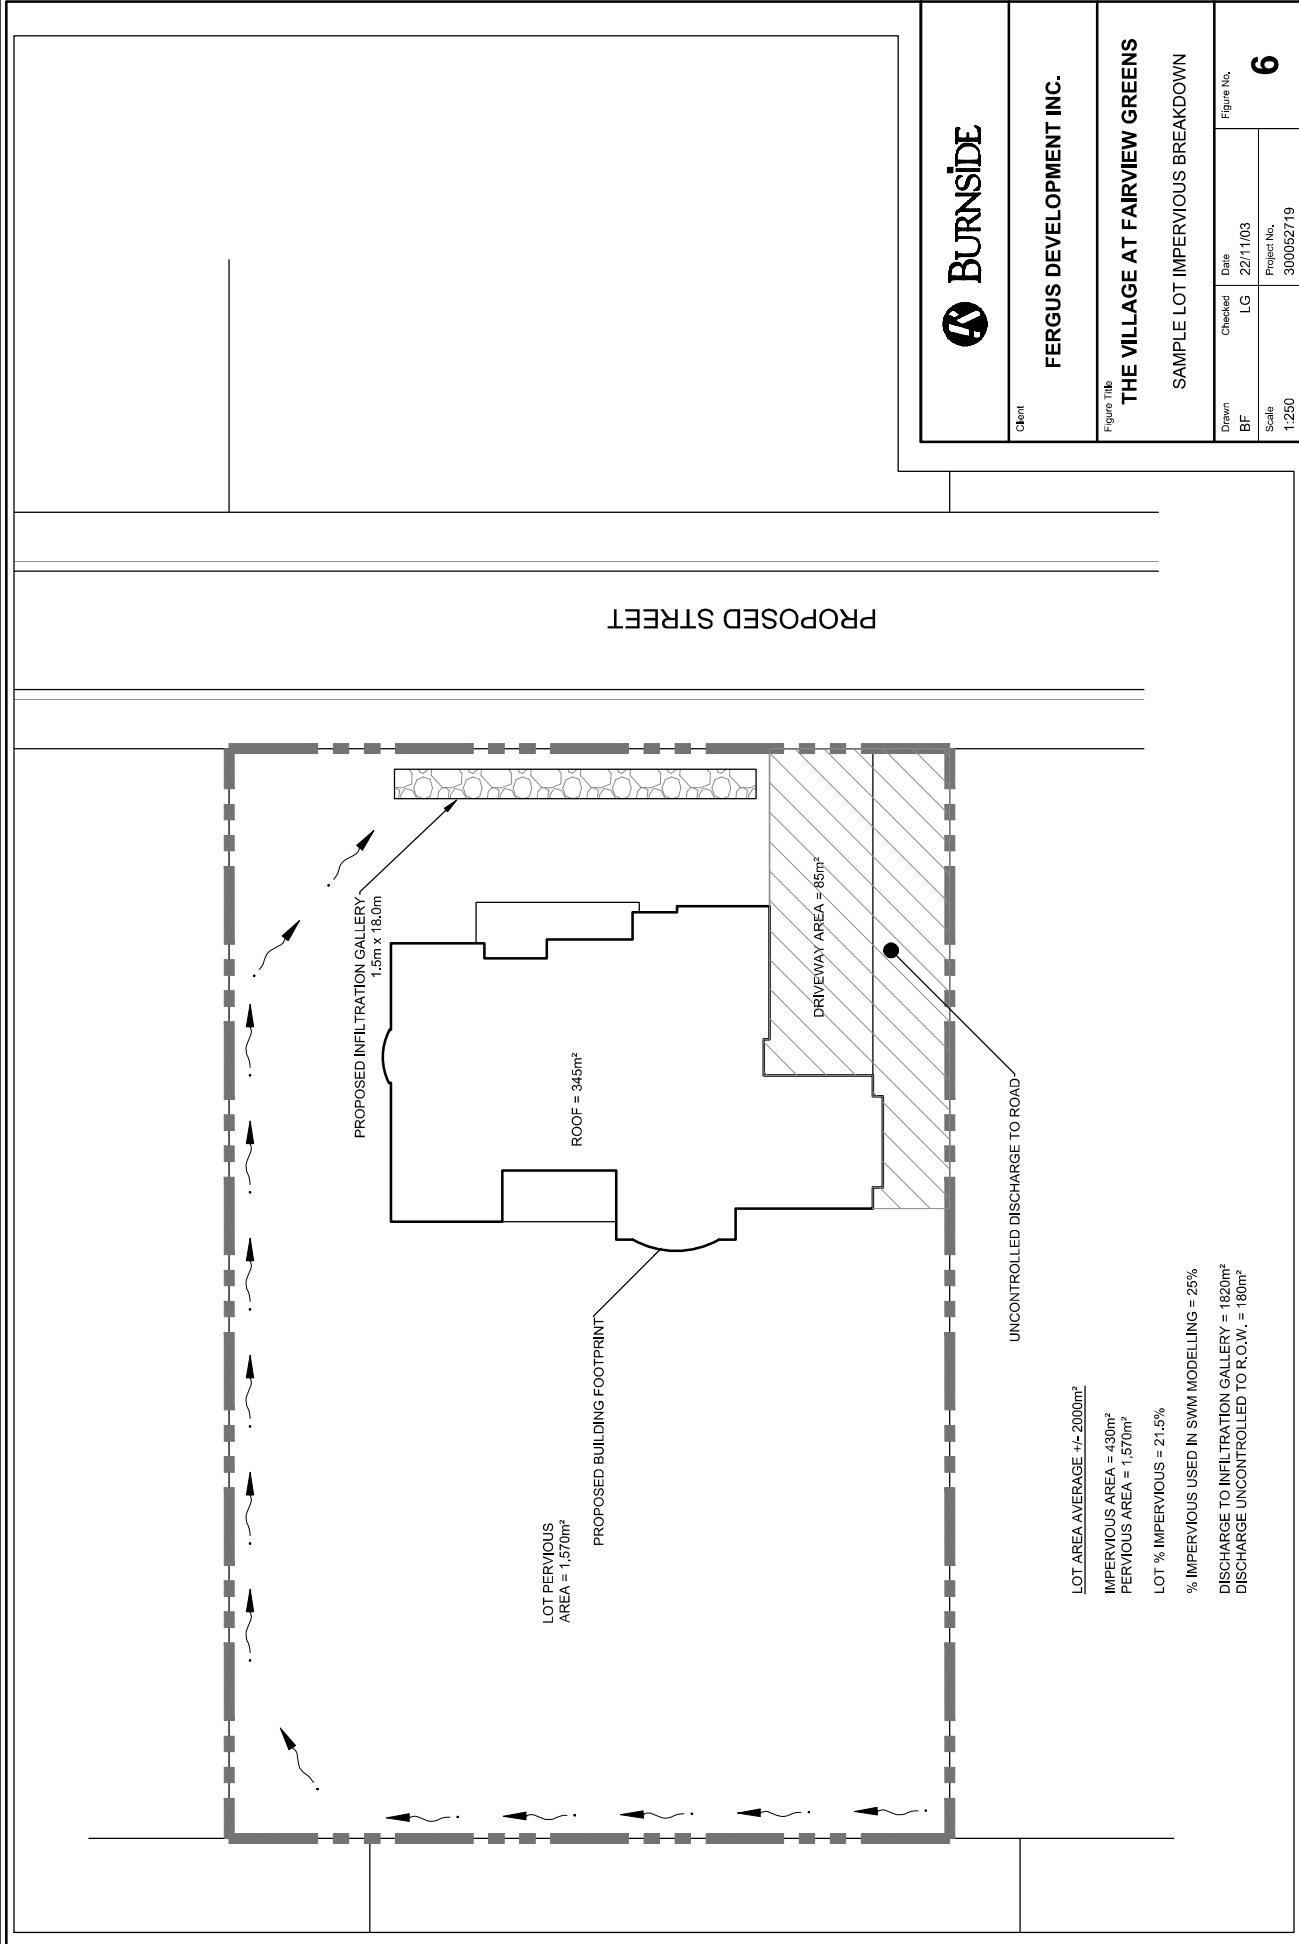 PROPOSED STREET
PROPOSED INFILTRATION GALLERY
1.5m x 18.0m
ROOF = 345m²
DRIVEWAY AREA = 85m²
LOT PERVIOUS
AREA = 1,570m²
PROPOSED BUILDING FOOTPRINT
UNCONTROLLED DISCHARGE TO ROAD
LOT AREA AVERAGE +/- 2000m²
IMPERVIOUS AREA = 430m²
PERVIOUS AREA = 1,570m²
LOT % IMPERVIOUS = 21.5%
% IMPERVIOUS USED IN SWM MODELLING = 25%
DISCHARGE TO INFILTRATION GALLERY = 1820m²
DISCHARGE UNCONTROLLED TO R.O.W. = 180m²
BURNSIDE
Client
FERGUS DEVELOPMENT INC.
Figure Title
THE VILLAGE AT FAIRVIEW GREENS
SAMPLE LOT IMPERVIOUS BREAKDOWN
Drawn
BF
Checked
LG
Date
22/11/03
Figure No.
6
Scale
1:250
Project No.
300052719